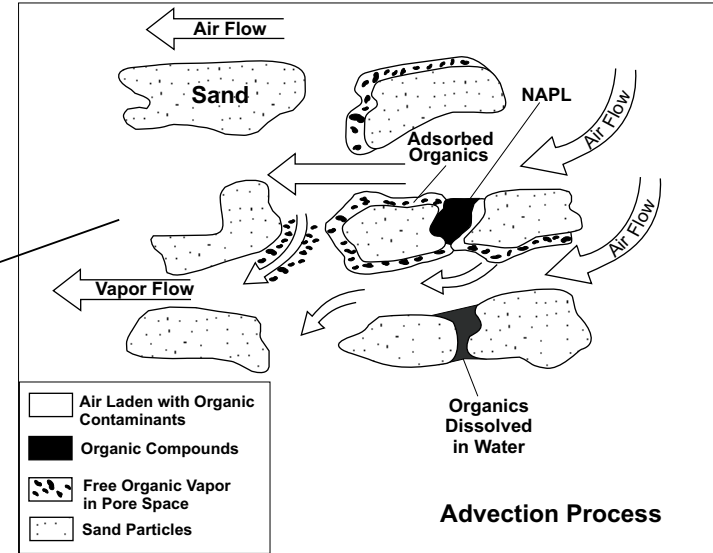 Air Flow
Sand
NAPL
Air Flow
Adsorbed
Organics
Air Flow
Vapor Flow
Air Laden with Organic
Contaminants
Organic Compounds
Free Organic Vapor
in Pore Space
Sand Particles
Organics
Dissolved
in Water
Advection Process